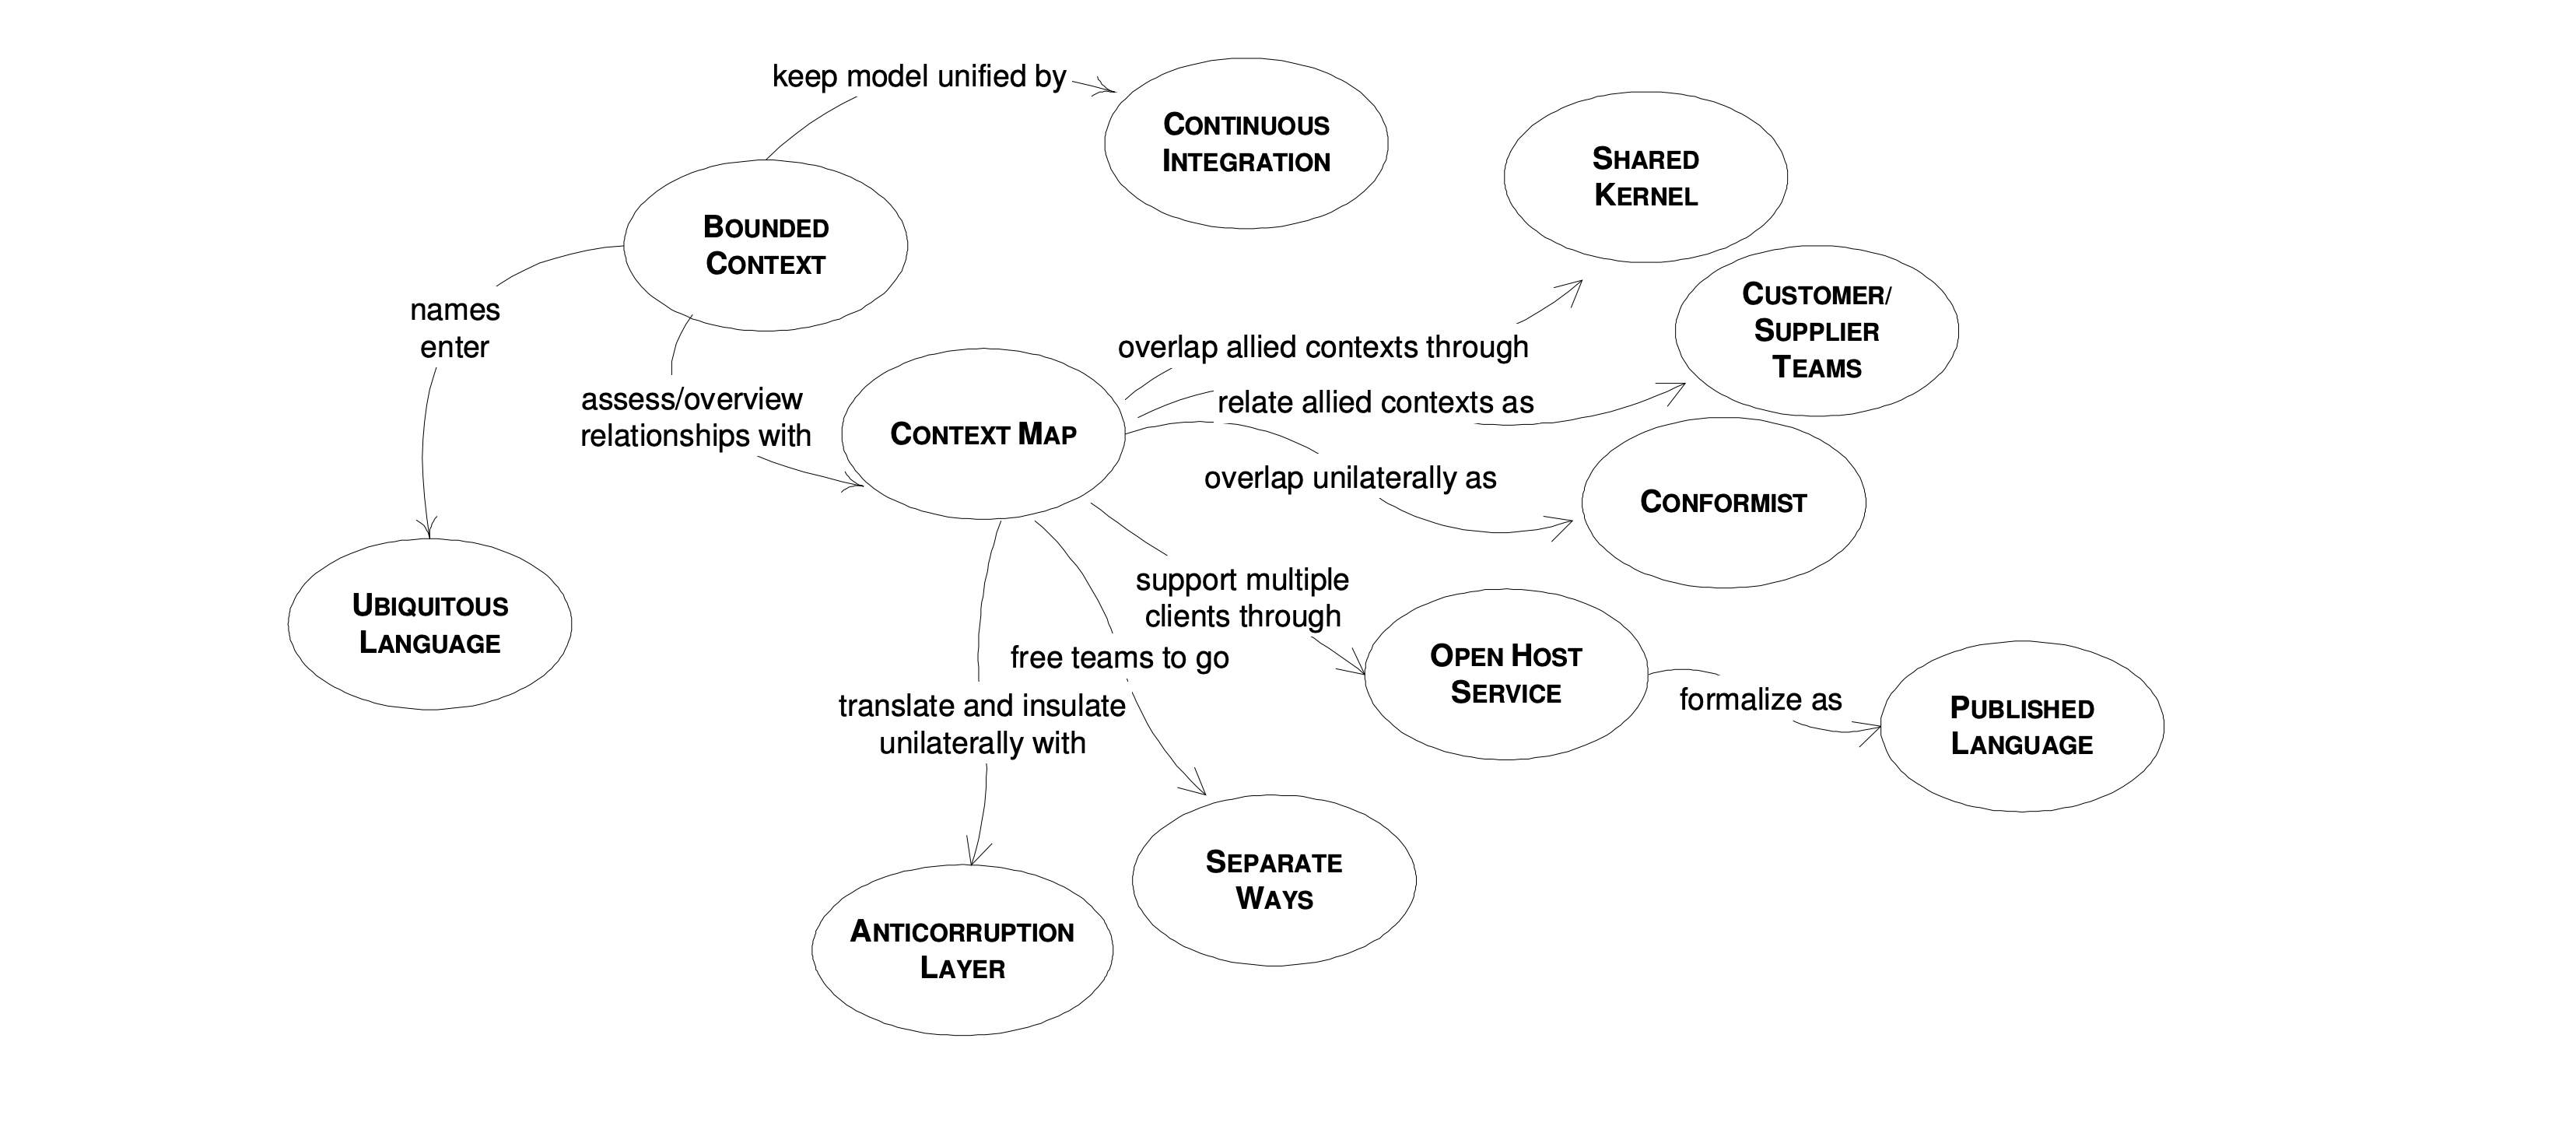 keep model unified by
CONTINUOUS
INTEGRATION
SHARED
KERNEL
BOUNDED
CONTEXT
names
enter
CUSTOMER/
SUPPLIER
TEAMS
overlap allied contexts through
assess/overview
relationships with
relate allied contexts as
CONTEXT MAP
overlap unilaterally as
CONFORMIST
support multiple
clients through
UBIQUITOUS
LANGUAGE
free teams to go
OPEN HOST
SERVICE
formalize as
PUBLISHED
LANGUAGE
translate and insulate
unilaterally with
SEPARATE
WAYS
ANTICORRUPTION
LAYER